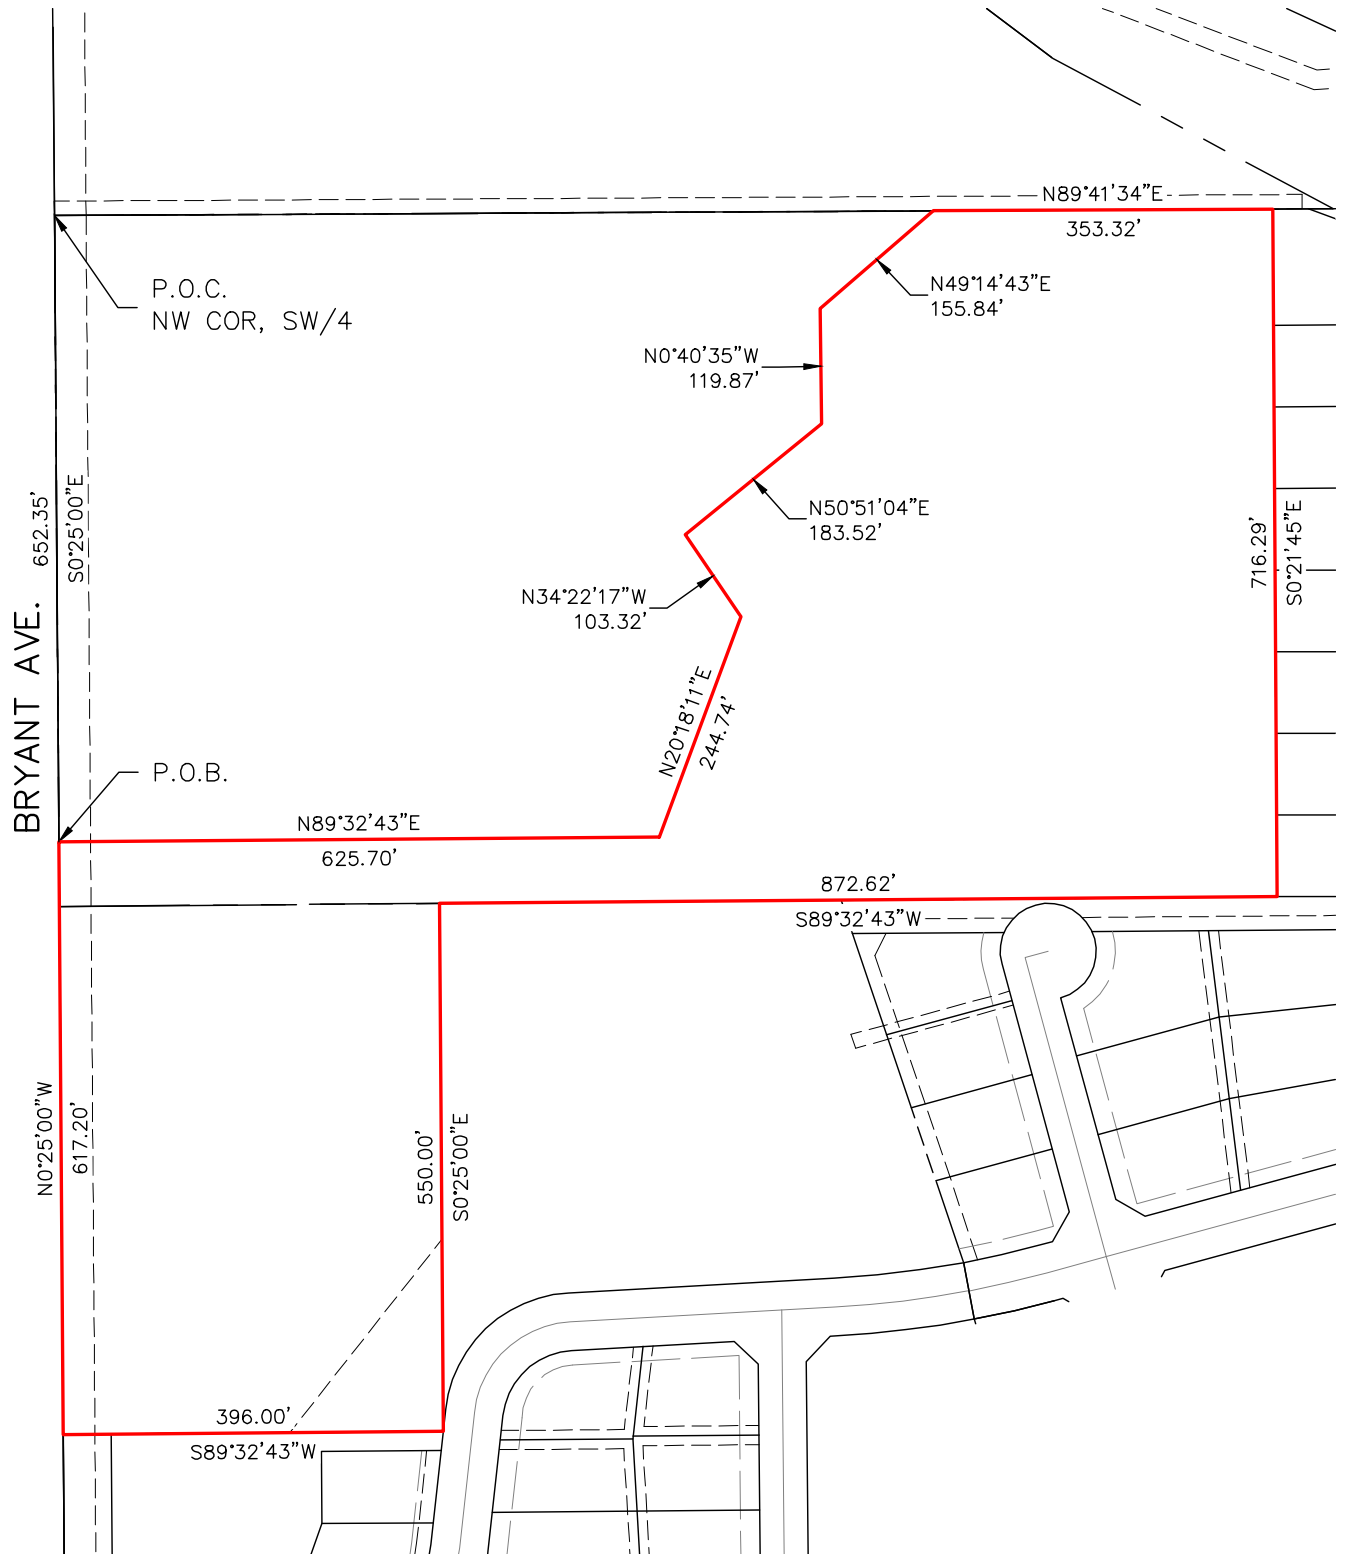 N89°41'34"E
353.32'
P.O.C.
NW COR, SW/4
N49°14'43"E
155.84'
N0°40'35"W
119.87'
652.35'
S0°25'00"E
N50°51'04"E
183.52'
716.29'
S0°21'45"E
N34°22'17"W
103.32'
BRYANT AVE.
N20°18'11"E
244.74'
P.O.B.
N89°32'43"E
625.70'
872.62'
S89°32'43"W
N0°25'00"W
617.20'
550.00'
S0°25'00"E
396.00'
S89°32'43"W